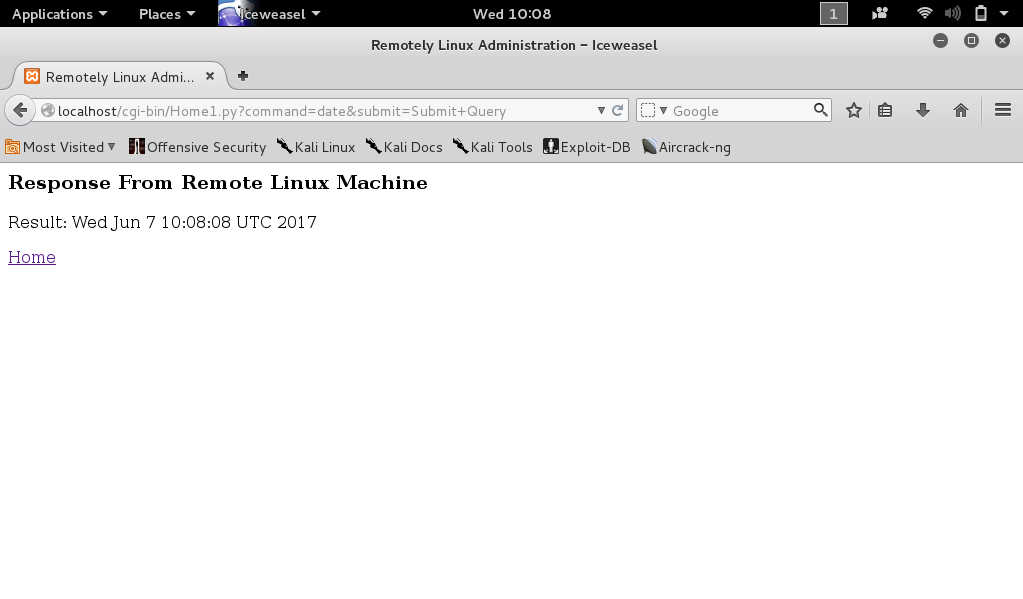 Applications Places Iceweasel Wed 10:08 1
Remotely Linux Administration - Iceweasel
Remotely Linux Admi...
localhost/cgi-bin/Home1.py?command=date&submit=Submit+Query Google
Most Visited Offensive Security Kali Linux Kali Docs Kali Tools Exploit-DB Aircrack-ng
Response From Remote Linux Machine
Result: Wed Jun 7 10:08:08 UTC 2017
Home